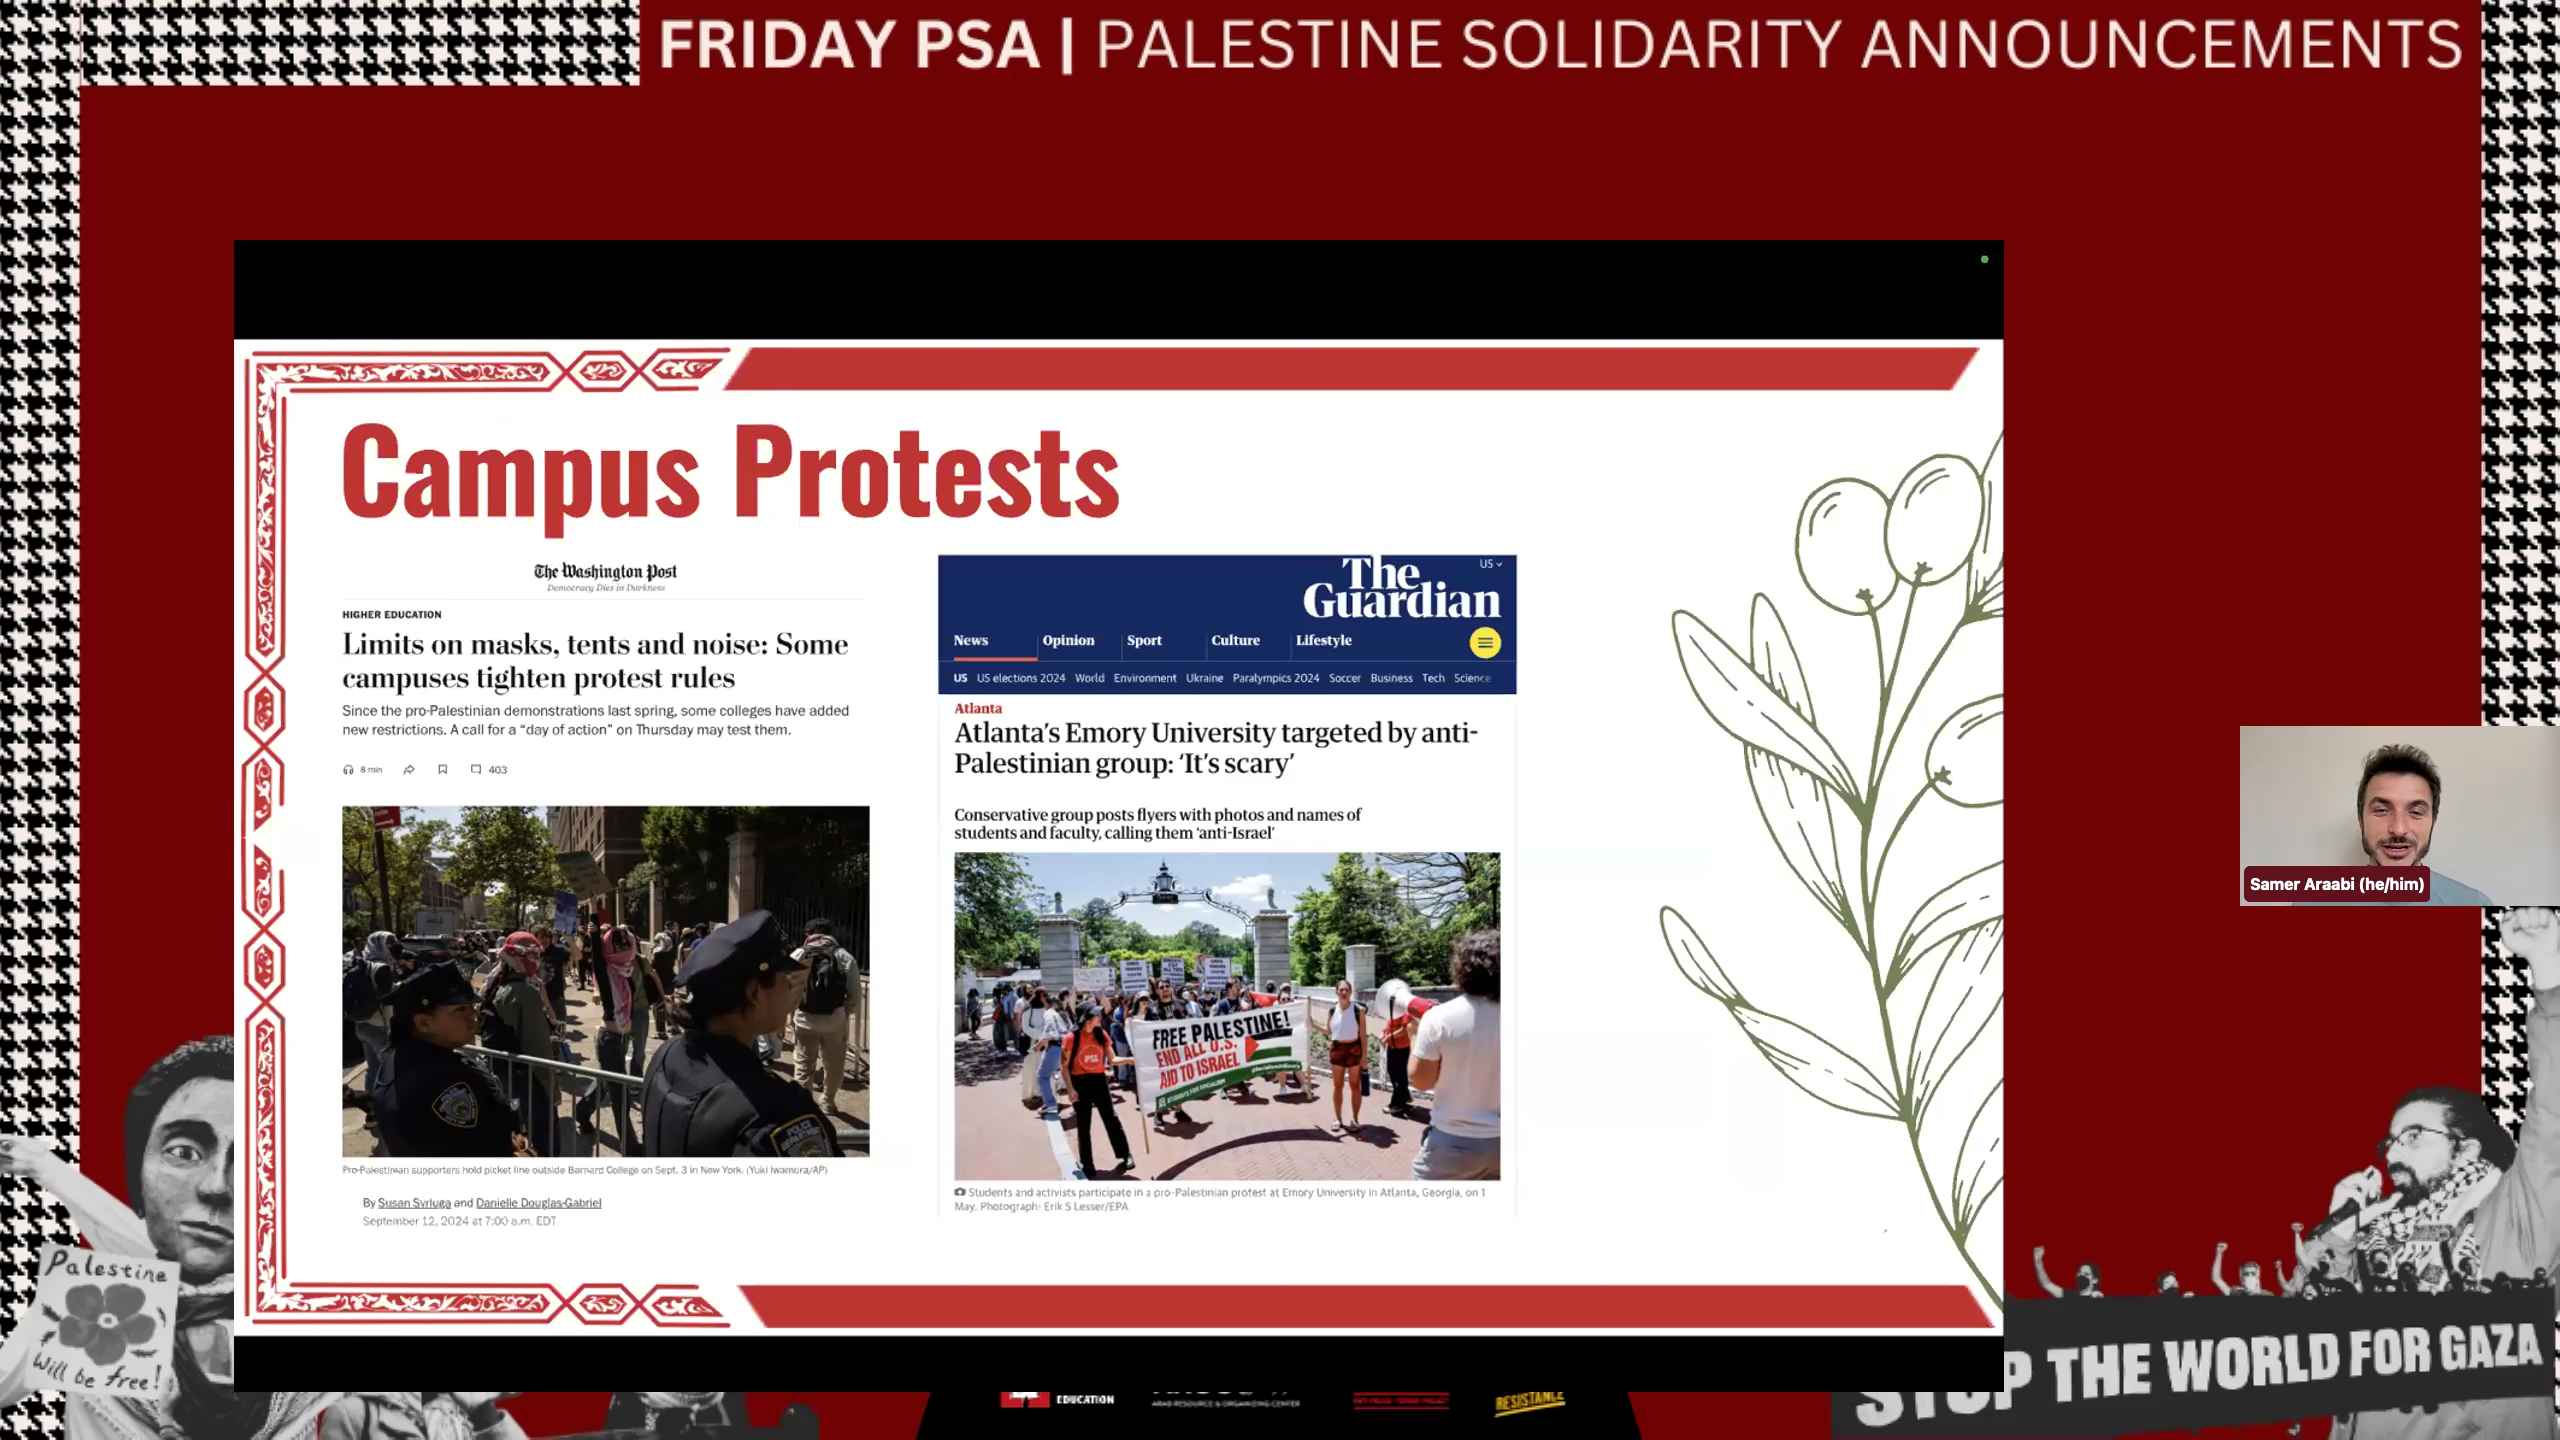 FRIDAY PSA | PALESTINE SOLIDARITY ANNOUNCEMENTS
Campus Protests
The Washington Post
Democracy Dies in Darkness
HIGHER EDUCATION
Limits on masks, tents and noise: Some
campuses tighten protest rules
Since the pro-Palestinian demonstrations last spring, some colleges have added
new restrictions. A call for a “day of action” on Thursday may test them.
8 min
403
Pro-Palestinian supporters hold picket line outside Barnard College on Sept. 3 in New York. (Yuki Iwamura/AP)
By Susan Svrluga and Danielle Douglas-Gabriel
September 12, 2024 at 7:00 a.m. EDT
US
The
Guardian
News Opinion Sport Culture Lifestyle
US US elections 2024 World Environment Ukraine Paralympics 2024 Soccer Business Tech Science
Atlanta
Atlanta’s Emory University targeted by anti-
Palestinian group: ‘It’s scary’
Conservative group posts flyers with photos and names of
students and faculty, calling them ‘anti-Israel’
FREE PALESTINE!
END ALL U.S.
AID TO ISRAEL
STUDENTS FOR SOCIALISM
Students and activists participate in a pro-Palestinian protest at Emory University in Atlanta, Georgia, on 1
May. Photograph: Erik S Lesser/EPA
Samer Araabi (he/him)
Palestine
Will be free!
EDUCATION
ARAB RESOURCE & ORGANIZING CENTER
RESISTANCE
STOP THE WORLD FOR GAZA